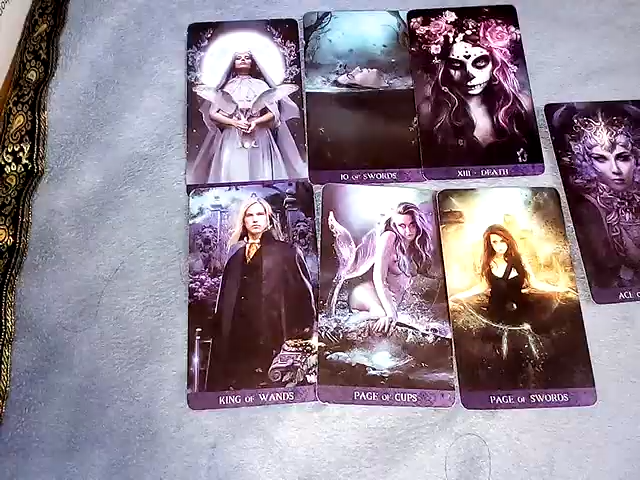 10 OF SWORDS
XIII · DEATH
KING OF WANDS
PAGE OF CUPS
PAGE OF SWORDS